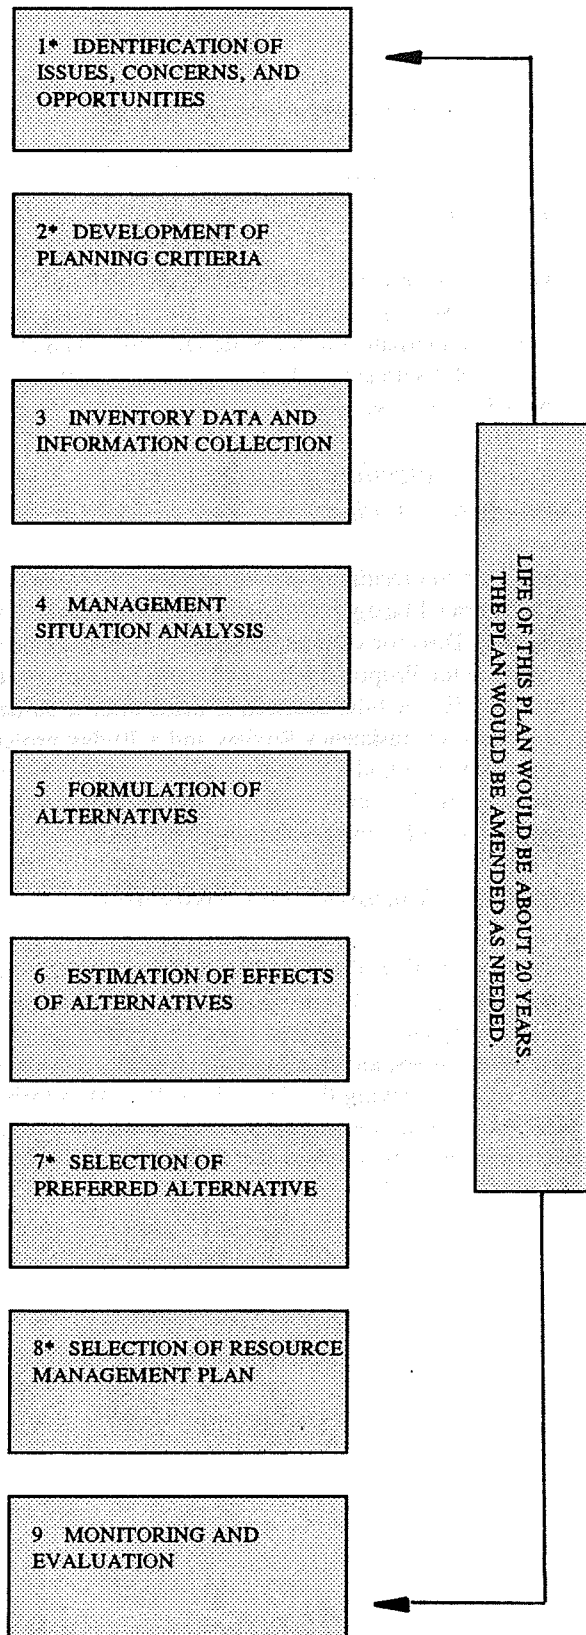 1* IDENTIFICATION OF
ISSUES, CONCERNS, AND
OPPORTUNITIES
2* DEVELOPMENT OF
PLANNING CRITIERIA
3 INVENTORY DATA AND
INFORMATION COLLECTION
4 MANAGEMENT
SITUATION ANALYSIS
5 FORMULATION OF
ALTERNATIVES
6 ESTIMATION OF EFFECTS
OF ALTERNATIVES
7* SELECTION OF
PREFERRED ALTERNATIVE
8* SELECTION OF RESOURCE
MANAGEMENT PLAN
9 MONITORING AND
EVALUATION
LIFE OF THIS PLAN WOULD BE ABOUT 20 YEARS.
THE PLAN WOULD BE AMENDED AS NEEDED.